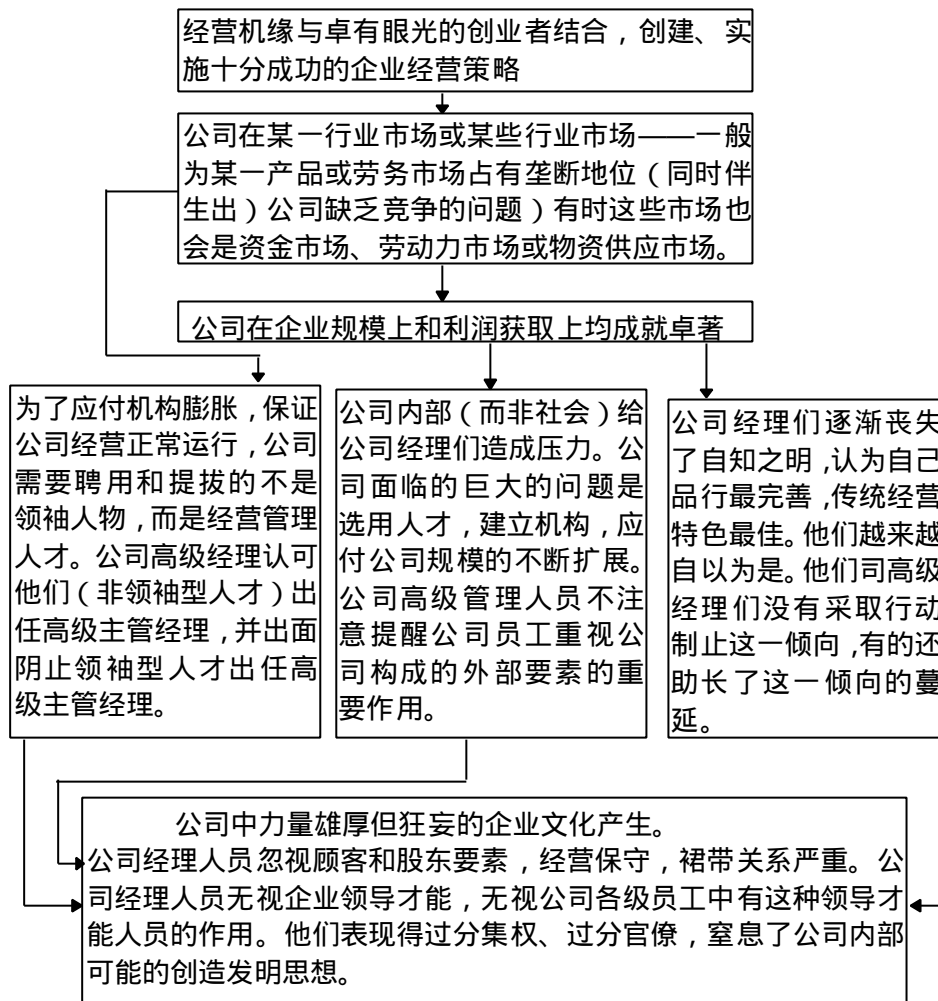 经营机缘与卓有眼光的创业者结合，创建、实
施十分成功的企业经营策略
公司在某一行业市场或某些行业市场——一般
为某一产品或劳务市场占有垄断地位（同时伴
生出）公司缺乏竞争的问题）有时这些市场也
会是资金市场、劳动力市场或物资供应市场。
公司在企业规模上和利润获取上均成就卓著
为了应付机构膨胀，保证
公司经营正常运行，公司
需要聘用和提拔的不是
领袖人物，而是经营管理
人才。公司高级经理认可
他们（非领袖型人才）出
任高级主管经理，并出面
阴止领袖型人才出任高
级主管经理。
公司内部（而非社会）给
公司经理们造成压力。公
司面临的巨大的问题是
选用人才，建立机构，应
付公司规模的不断扩展。
公司高级管理人员不注
意提醒公司员工重视公
司构成的外部要素的重
要作用。
公司经理们逐渐丧失
了自知之明，认为自己
品行最完善，传统经营
特色最佳。他们越来越
自以为是。他们司高级
经理们没有采取行动
制止这一倾向，有的还
助长了这一倾向的蔓
延。
公司中力量雄厚但狂妄的企业文化产生。
公司经理人员忽视顾客和股东要素，经营保守，裙带关系严重。公
司经理人员无视企业领导才能，无视公司各级员工中有这种领导才
能人员的作用。他们表现得过分集权、过分官僚，窒息了公司内部
可能的创造发明思想。